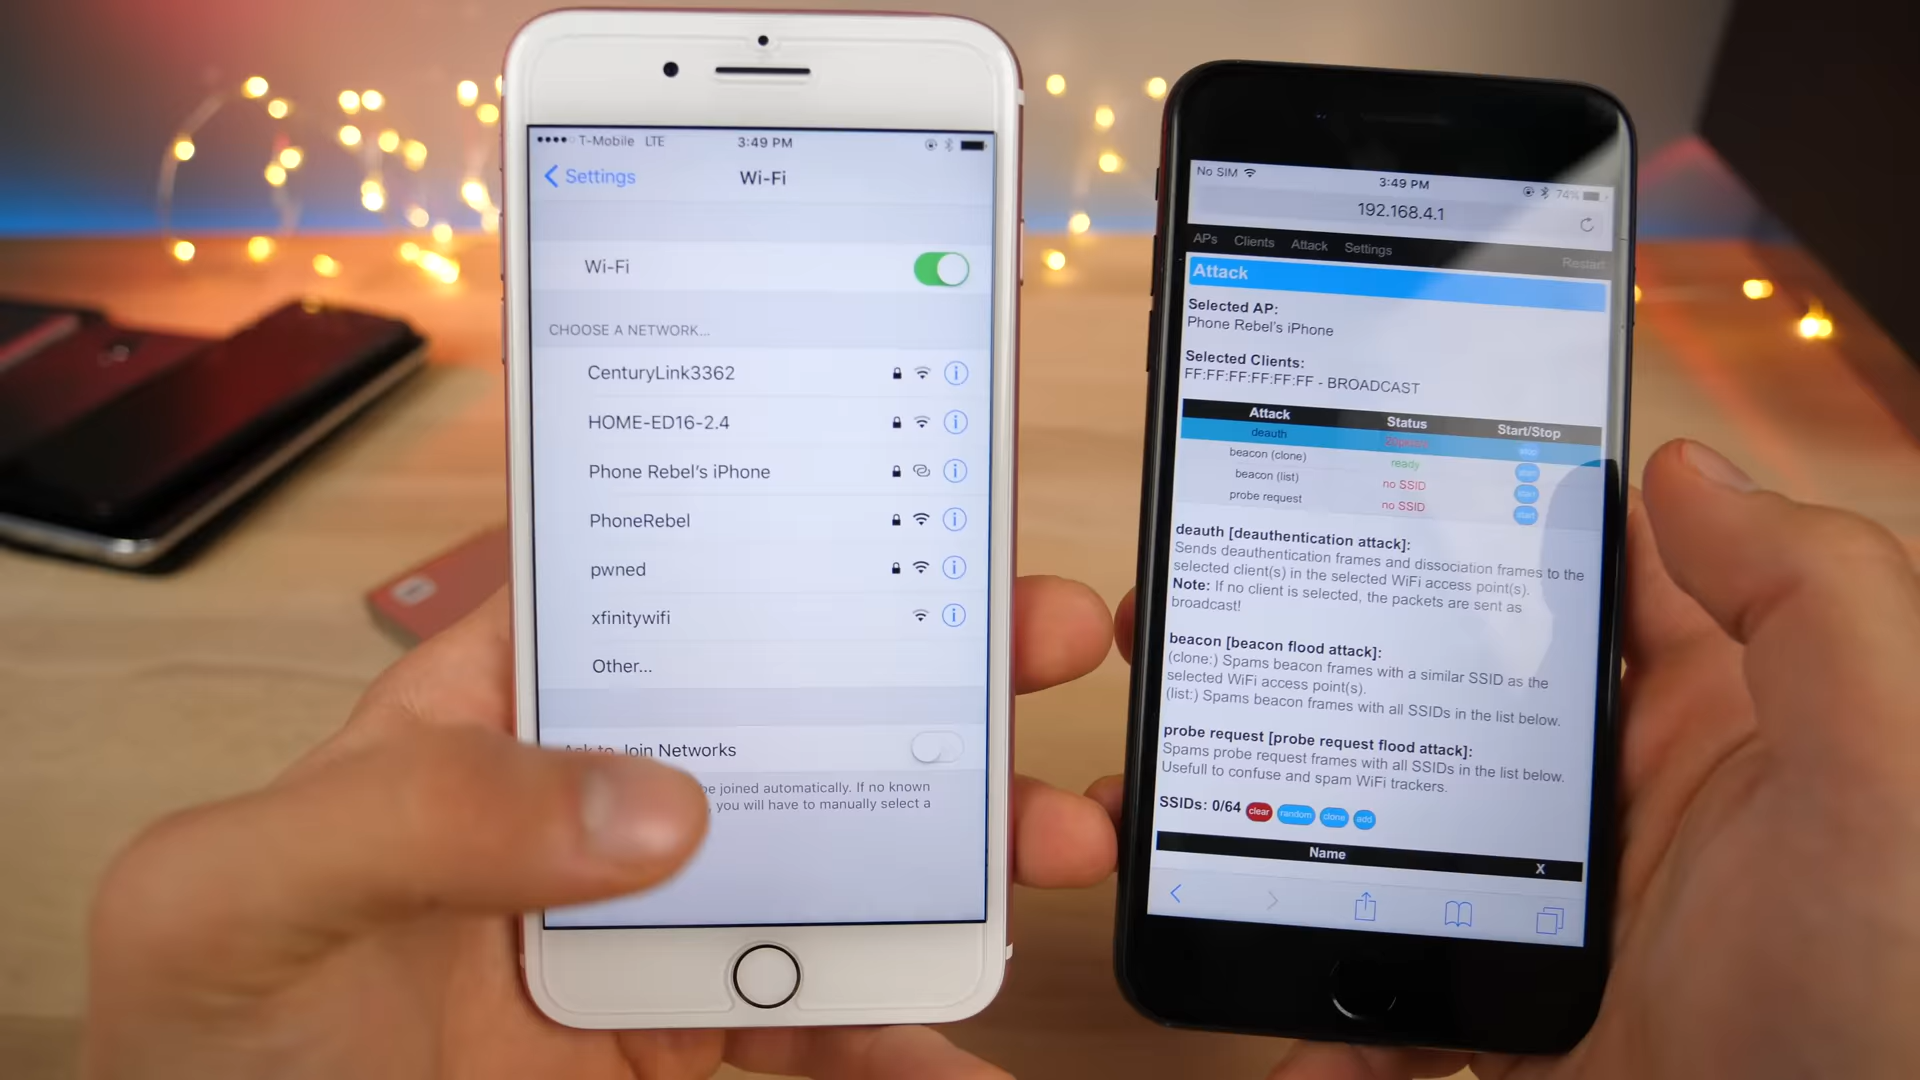 T-Mobile LTE
3:49 PM
Settings
Wi-Fi
Wi-Fi
CHOOSE A NETWORK...
CenturyLink3362
HOME-ED16-2.4
Phone Rebel's iPhone
PhoneRebel
pwned
xfinitywifi
Other...
Ask to Join Networks
be joined automatically. If no known
, you will have to manually select a
No SIM
3:49 PM
74%
192.168.4.1
APs Clients Attack Settings
Restart
Attack
Selected AP:
Phone Rebel's iPhone
Selected Clients:
FF:FF:FF:FF:FF:FF - BROADCAST
Attack Status Start/Stop
deauth stop
beacon (clone) ready start
beacon (list) no SSID start
probe request no SSID start
deauth [deauthentication attack]:
Sends deauthentication frames and dissociation frames to the
selected client(s) in the selected WiFi access point(s).
Note: If no client is selected, the packets are sent as
broadcast!
beacon [beacon flood attack]:
(clone:) Spams beacon frames with a similar SSID as the
selected WiFi access point(s).
(list:) Spams beacon frames with all SSIDs in the list below.
probe request [probe request flood attack]:
Spams probe request frames with all SSIDs in the list below.
Usefull to confuse and spam WiFi trackers.
SSIDs: 0/64 clear random clone add
Name X